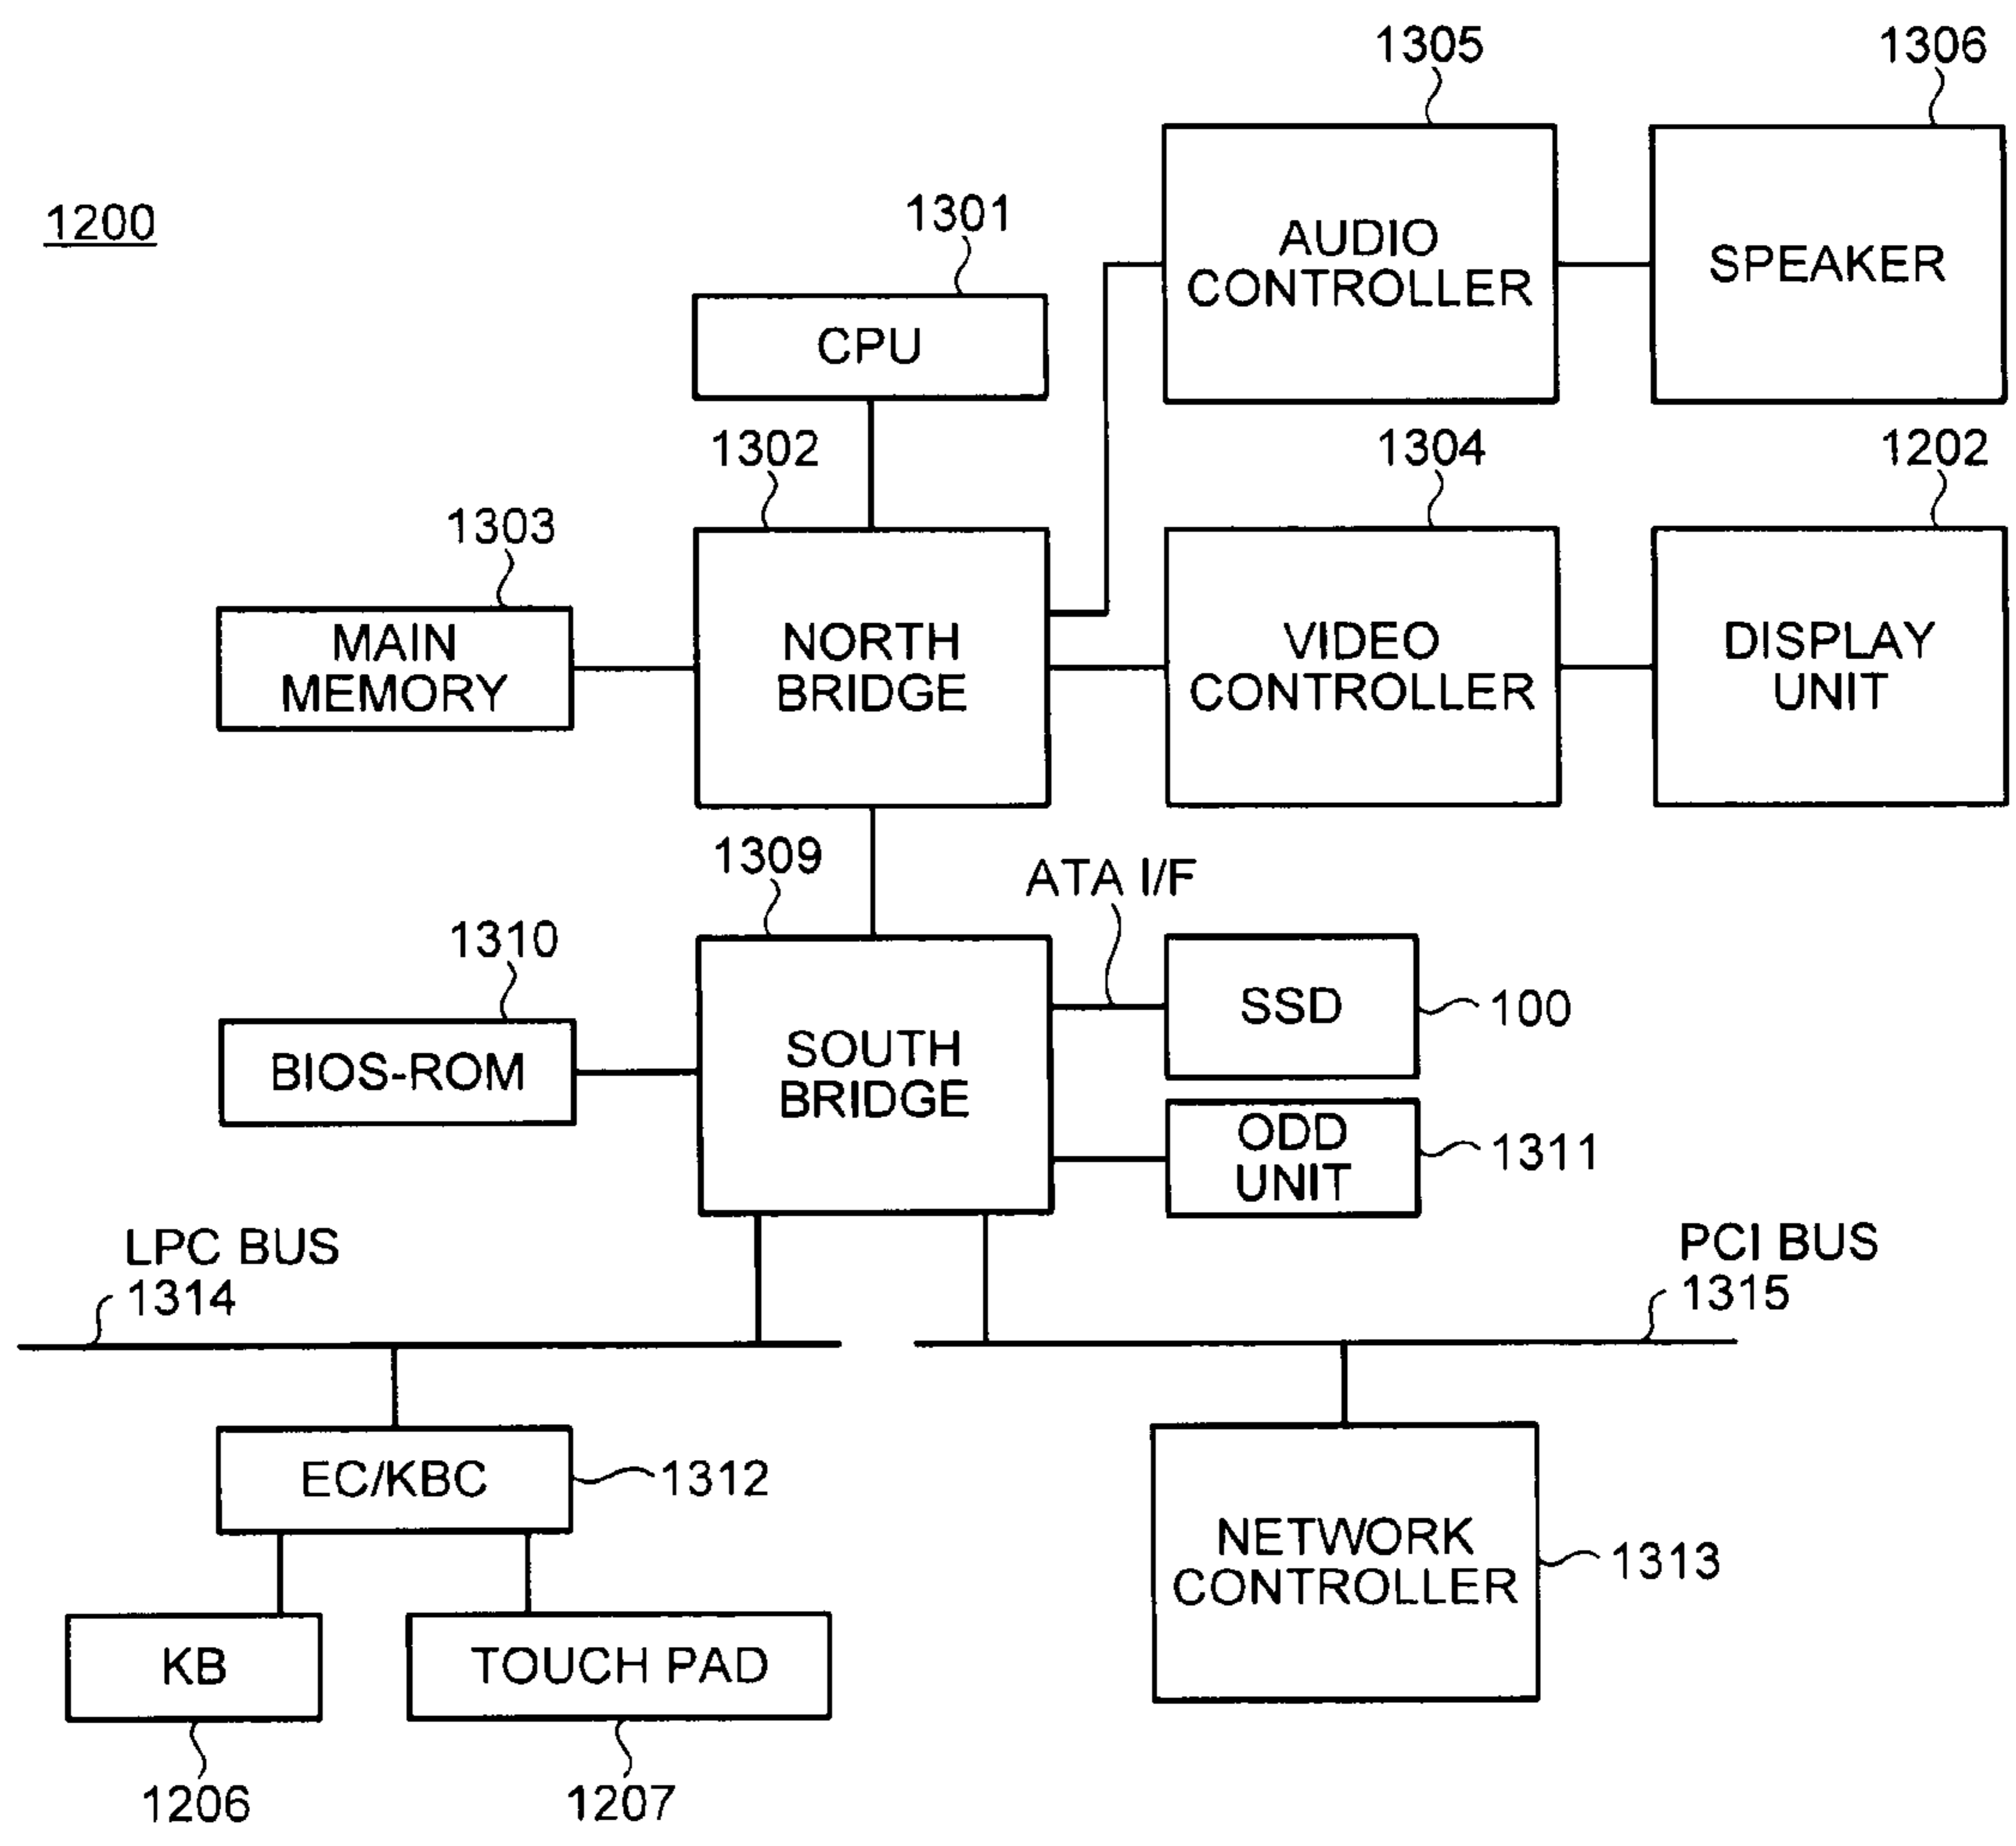 1200
1305
1306
AUDIO
CONTROLLER
SPEAKER
1301
CPU
1302
1304
1202
1303
MAIN
MEMORY
NORTH
BRIDGE
VIDEO
CONTROLLER
DISPLAY
UNIT
1309
ATA I/F
1310
BIOS-ROM
SOUTH
BRIDGE
SSD
100
ODD
UNIT
1311
LPC BUS
1314
PCI BUS
1315
EC/KBC
1312
NETWORK
CONTROLLER
1313
KB
TOUCH PAD
1206
1207